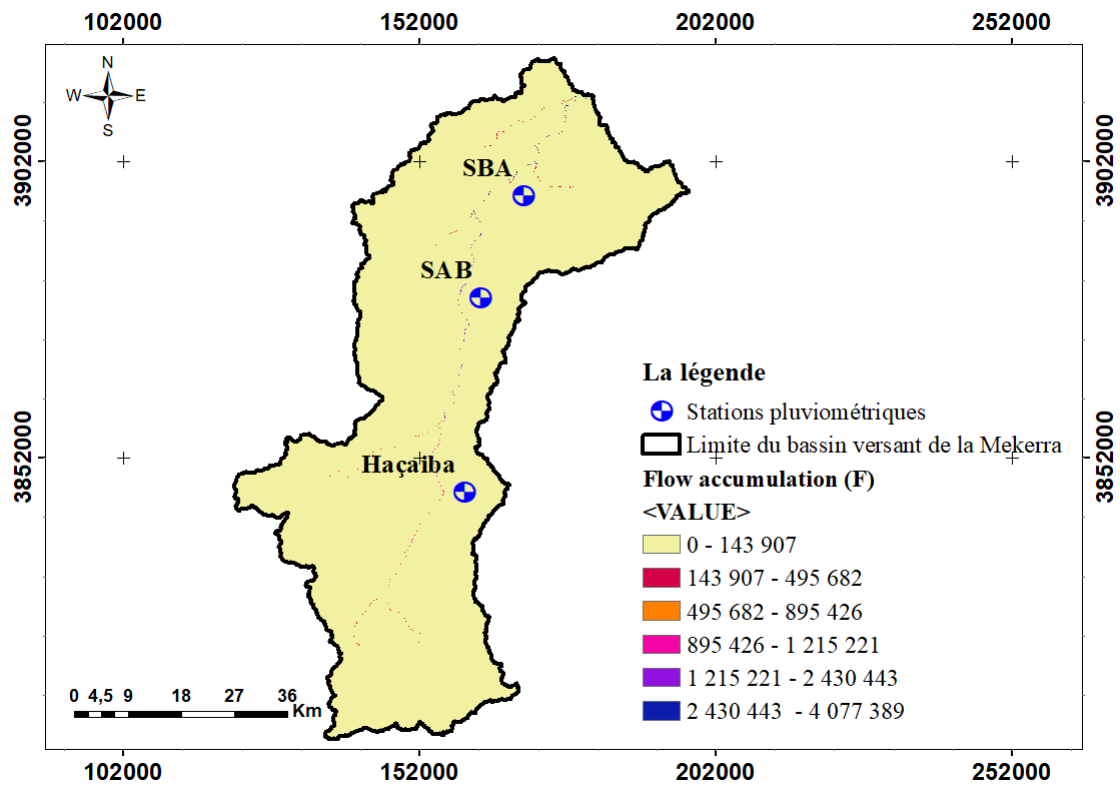 102000 152000 202000 252000
N
W E
S
3902000 3902000
SBA
SAB
La légende
Stations pluviométriques
Limite du bassin versant de la Mekerra
3852000 3852000
Haçaiba
Flow accumulation (F)
<VALUE>
0 - 143 907
143 907 - 495 682
495 682 - 895 426
895 426 - 1 215 221
1 215 221 - 2 430 443
2 430 443 - 4 077 389
0 4,5 9 18 27 36
Km
102000 152000 202000 252000